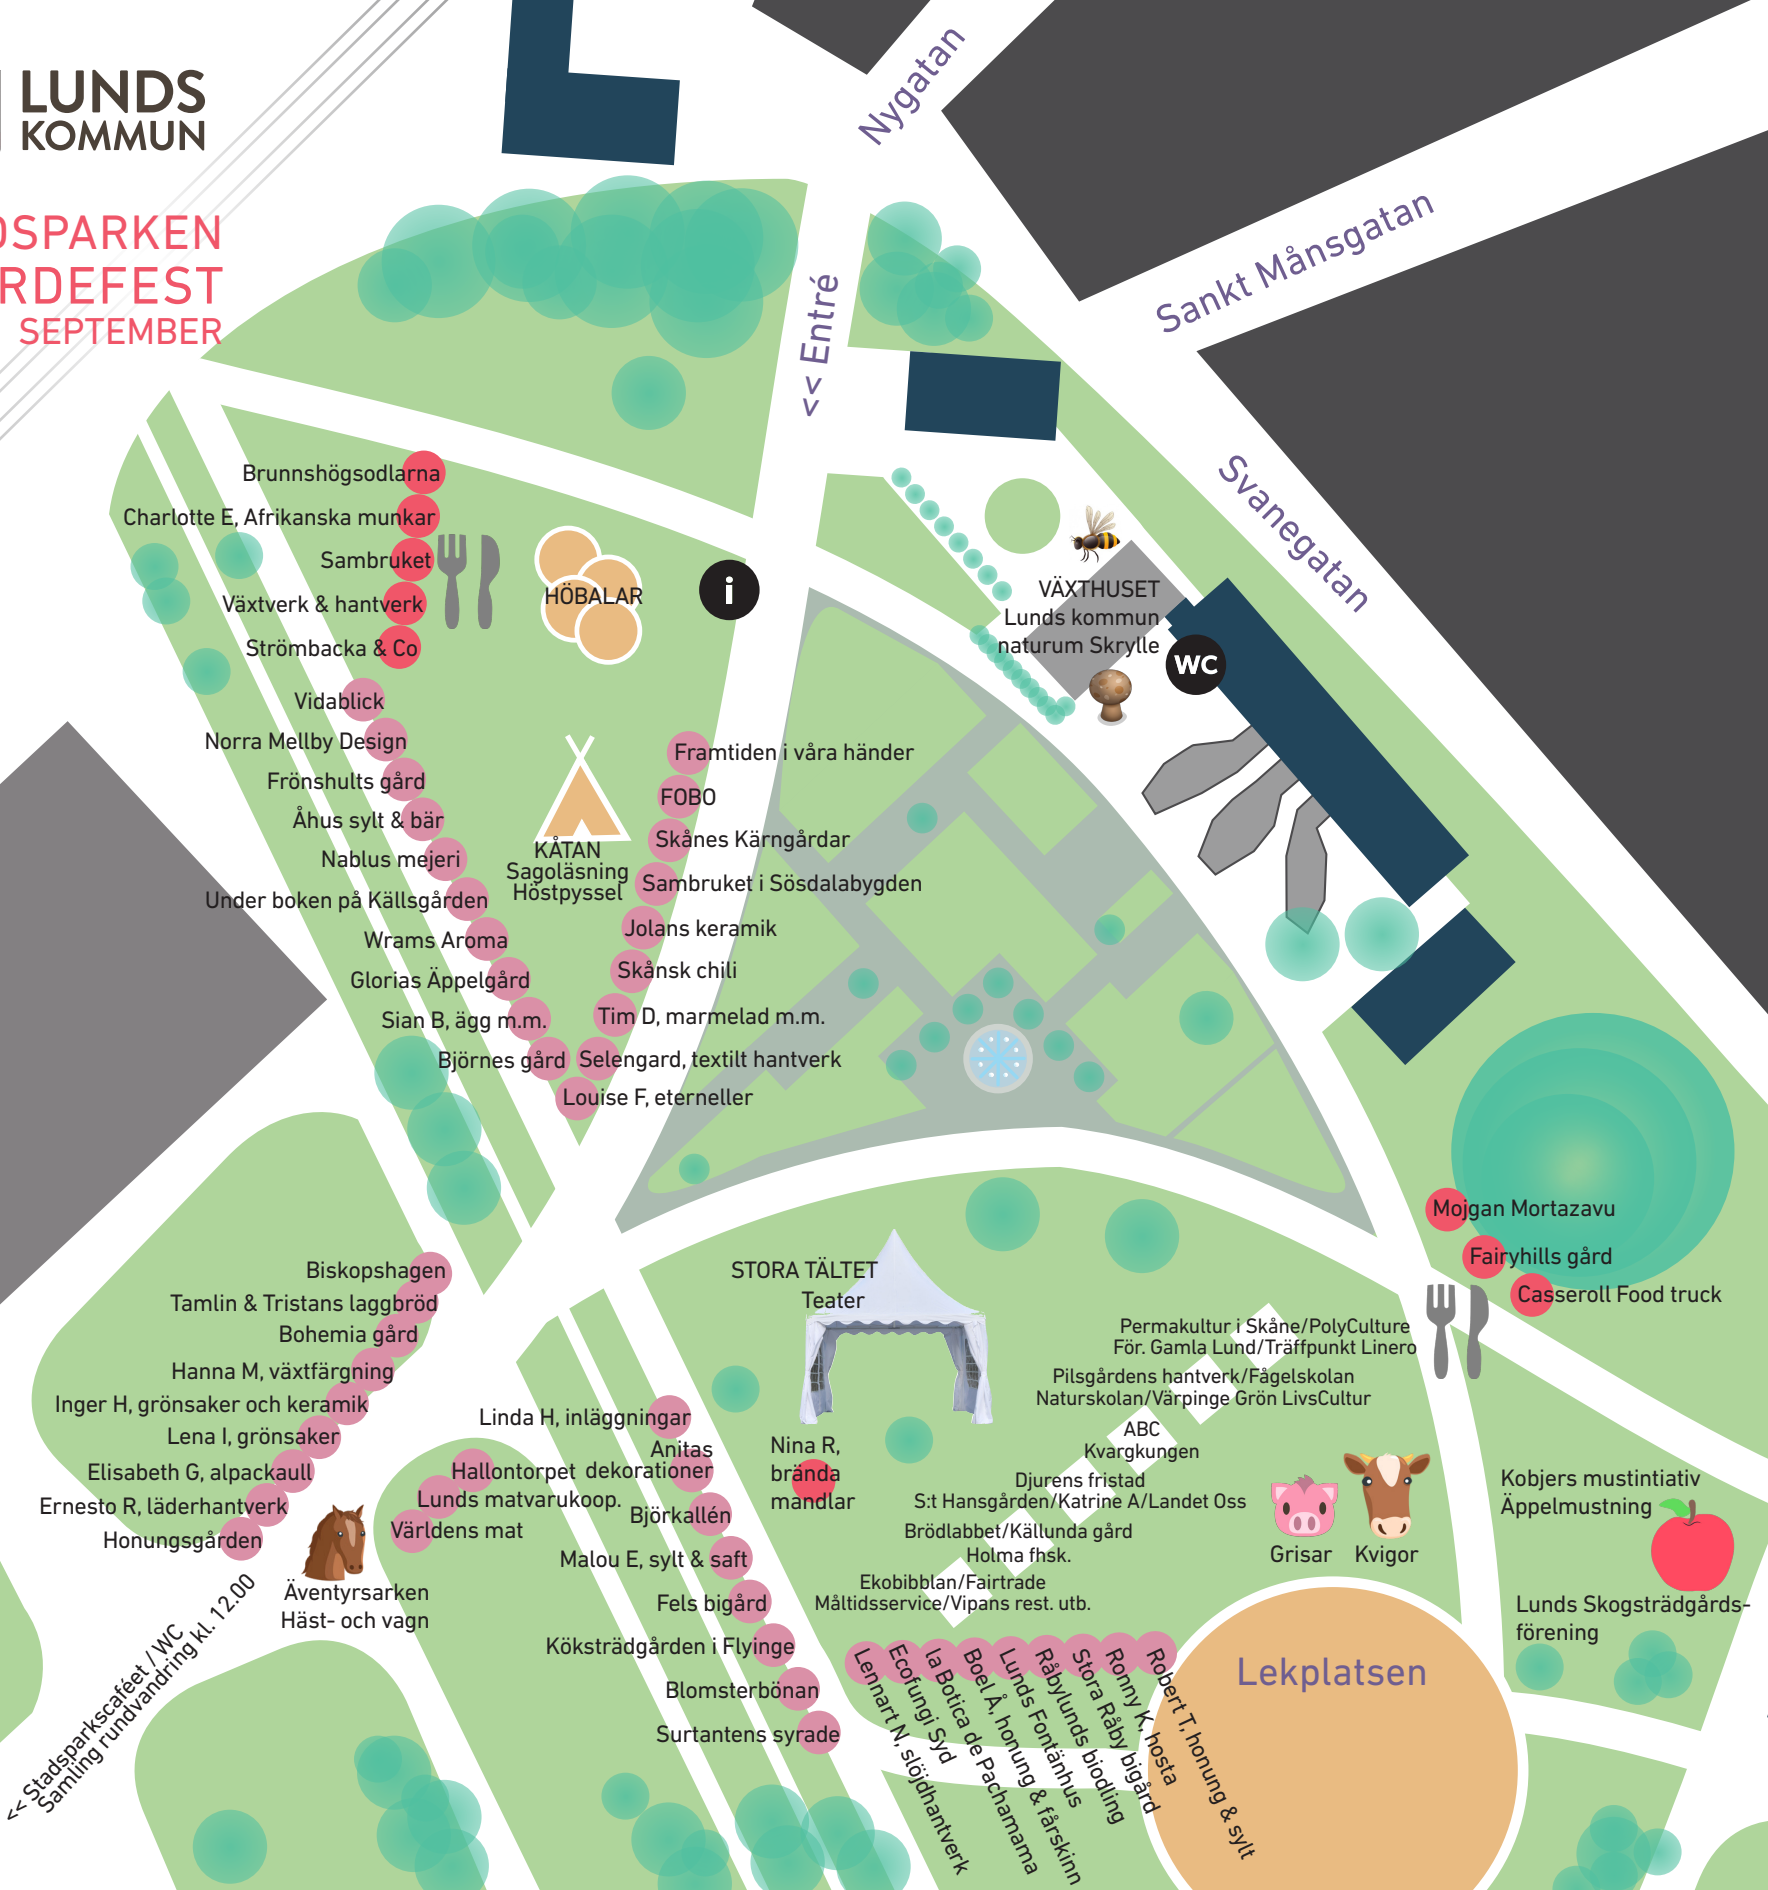 LUNDS
KOMMUN
DSPARKEN
RDEFEST
SEPTEMBER
Nygatan
Sankt Månsgatan
Svanegatan
<< Entré
Brunnshögsodlarna
Charlotte E, Afrikanska munkar
Sambruket
Växtverk & hantverk
Strömbacka & Co
HÖBALAR
i
VÄXTHUSET
Lunds kommun
naturum Skrylle
WC
Vidablick
Norra Mellby Design
Frönshults gård
Åhus sylt & bär
Nablus mejeri
Under boken på Källsgården
Wrams Aroma
Glorias Äppelgård
Sian B, ägg m.m.
Björnes gård
KÅTAN
Sagoläsning
Höstpyssel
Framtiden i våra händer
FOBO
Skånes Kärngårdar
Sambruket i Sösdalabygden
Jolans keramik
Skånsk chili
Tim D, marmelad m.m.
Selengard, textilt hantverk
Louise F, eterneller
Mojgan Mortazavu
Fairyhills gård
Casseroll Food truck
Biskopshagen
Tamlin & Tristans laggbröd
Bohemia gård
Hanna M, växtfärgning
Inger H, grönsaker och keramik
Lena I, grönsaker
Elisabeth G, alpackaull
Ernesto R, läderhantverk
Honungsgården
Äventyrsarken
Häst- och vagn
<< Stadsparkscaféet / WC
Samling rundvandring kl. 12.00
Hallontorpet
Lunds matvarukoop.
Världens mat
Linda H, inläggningar
Anitas
dekorationer
Björkallén
Malou E, sylt & saft
Fels bigård
Köksträdgården i Flyinge
Blomsterbönan
Surtantens syrade
STORA TÄLTET
Teater
Nina R,
brända
mandlar
Permakultur i Skåne/PolyCulture
För. Gamla Lund/Träffpunkt Linero
Pilsgårdens hantverk/Fågelskolan
Naturskolan/Värpinge Grön LivsCultur
ABC
Kvargkungen
Djurens fristad
S:t Hansgården/Katrine A/Landet Oss
Brödlabbet/Källunda gård
Holma fhsk.
Ekobibblan/Fairtrade
Måltidsservice/Vipans rest. utb.
Grisar
Kvigor
Kobjers mustintiativ
Äppelmustning
Lunds Skogsträdgårds-
förening
Lekplatsen
Lennart N, slöjdhantverk
Ecofungi Syd
la Botica de Pachamama
Boel Å, honung & fårskinn
Lunds Fontänhus
Råbylunds biodling
Stora Råby bigård
Ronny K, hosta
Robert T, honung & sylt